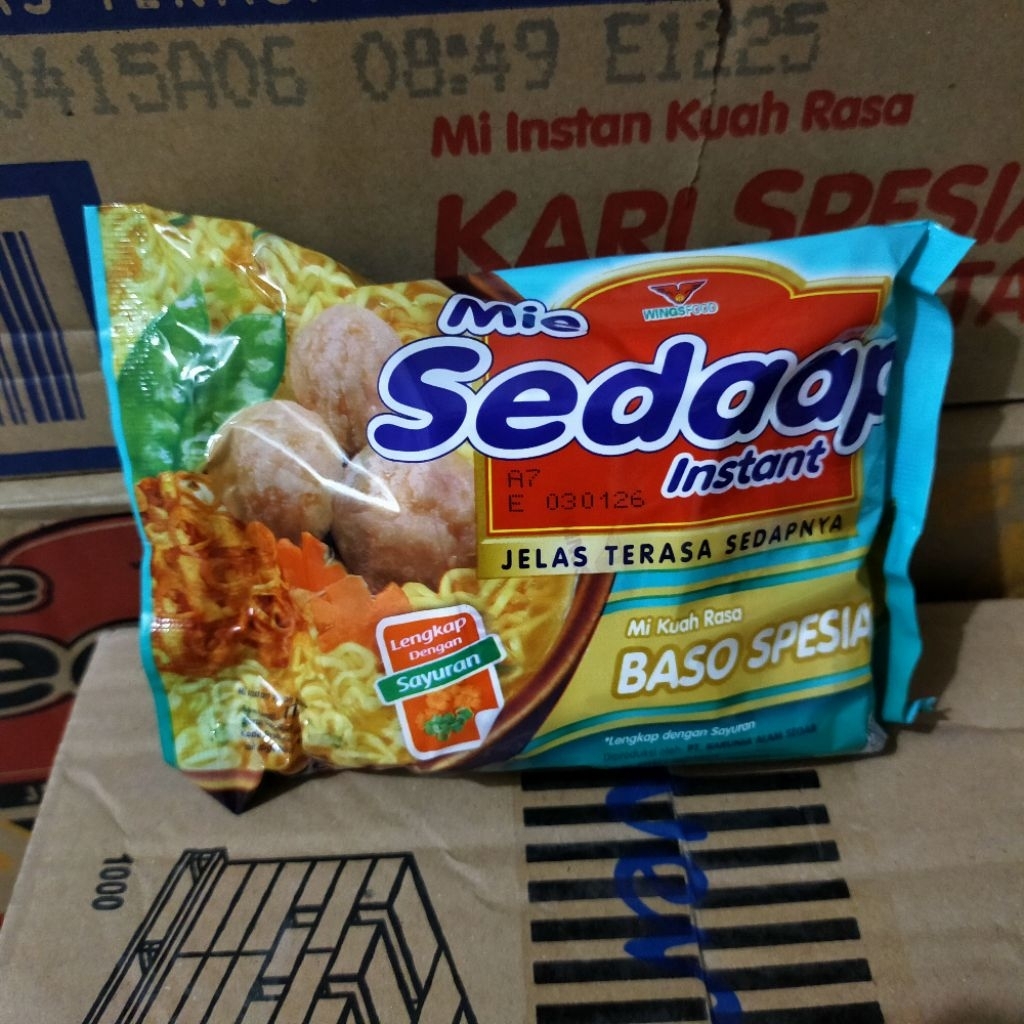 0415A06 08:49 E1225
Mi Instan Kuah Rasa
KARI SPESIA
Mie
Sedaap
Instant
WINGSFOOD
A7
E 030126
JELAS TERASA SEDAPNYA
Mi Kuah Rasa
BASO SPESIA
Lengkap
Dengan
Sayuran
*Lengkap dengan Sayuran
1000